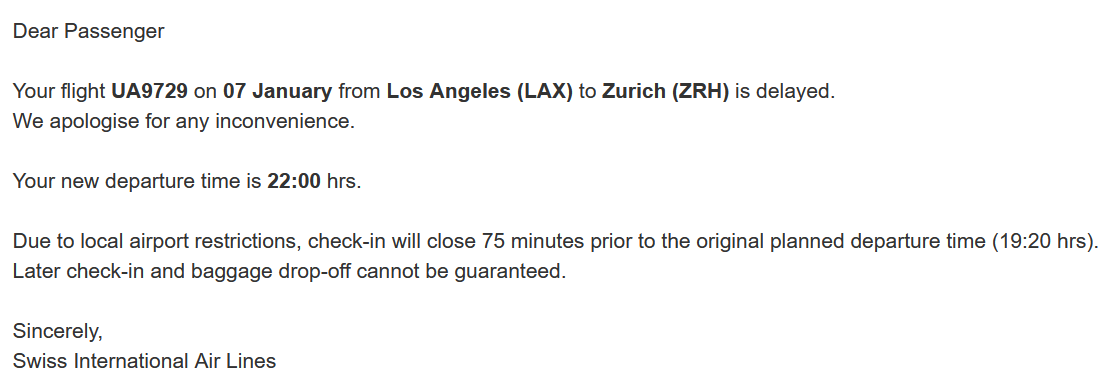 Dear Passenger
Your flight UA9729 on 07 January from Los Angeles (LAX) to Zurich (ZRH) is delayed.
We apologise for any inconvenience.
Your new departure time is 22:00 hrs.
Due to local airport restrictions, check-in will close 75 minutes prior to the original planned departure time (19:20 hrs).
Later check-in and baggage drop-off cannot be guaranteed.
Sincerely,
Swiss International Air Lines